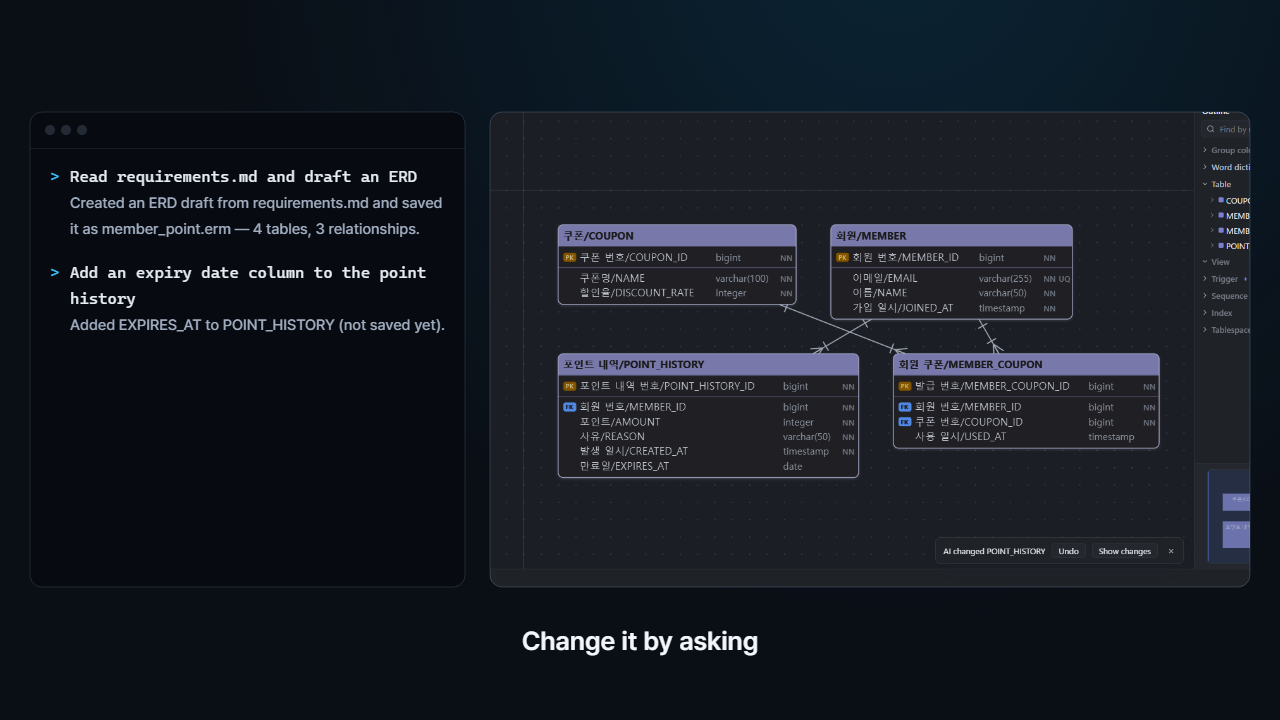 > Read requirements.md and draft an ERD
Created an ERD draft from requirements.md and saved
it as member_point.erm — 4 tables, 3 relationships.
> Add an expiry date column to the point
history
Added EXPIRES_AT to POINT_HISTORY (not saved yet).
쿠폰/COUPON
PK 쿠폰 번호/COUPON_ID bigint NN
쿠폰명/NAME varchar(100) NN
할인율/DISCOUNT_RATE integer NN
회원/MEMBER
PK 회원 번호/MEMBER_ID bigint NN
이메일/EMAIL varchar(255) NN UQ
이름/NAME varchar(50) NN
가입 일시/JOINED_AT timestamp NN
포인트 내역/POINT_HISTORY
PK 포인트 내역 번호/POINT_HISTORY_ID bigint NN
FK 회원 번호/MEMBER_ID bigint NN
포인트/AMOUNT integer NN
사유/REASON varchar(50) NN
발생 일시/CREATED_AT timestamp NN
만료일/EXPIRES_AT date
회원 쿠폰/MEMBER_COUPON
PK 발급 번호/MEMBER_COUPON_ID bigint NN
FK 회원 번호/MEMBER_ID bigint NN
FK 쿠폰 번호/COUPON_ID bigint NN
사용 일시/USED_AT timestamp
Find by
Group
Word
Table
View
Trigger
Sequence
Index
AI changed POINT_HISTORY Undo Show changes ×
Change it by asking